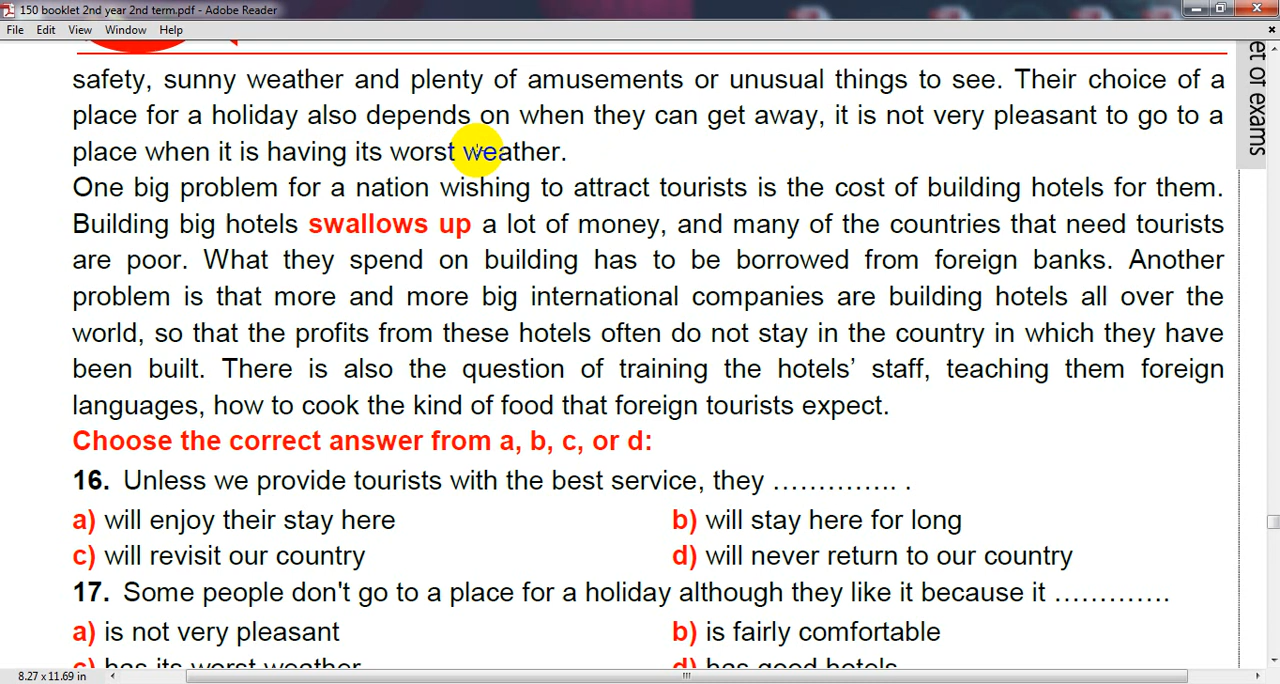 150 booklet 2nd year 2nd term.pdf - Adobe Reader
File Edit View Window Help
et of exams
safety, sunny weather and plenty of amusements or unusual things to see. Their choice of a
place for a holiday also depends on when they can get away, it is not very pleasant to go to a
place when it is having its worst weather.
One big problem for a nation wishing to attract tourists is the cost of building hotels for them.
Building big hotels swallows up a lot of money, and many of the countries that need tourists
are poor. What they spend on building has to be borrowed from foreign banks. Another
problem is that more and more big international companies are building hotels all over the
world, so that the profits from these hotels often do not stay in the country in which they have
been built. There is also the question of training the hotels’ staff, teaching them foreign
languages, how to cook the kind of food that foreign tourists expect.
Choose the correct answer from a, b, c, or d:
16. Unless we provide tourists with the best service, they ………….. .
a) will enjoy their stay here b) will stay here for long
c) will revisit our country d) will never return to our country
17. Some people don't go to a place for a holiday although they like it because it ………….
a) is not very pleasant b) is fairly comfortable
c) has its worst weather d) has good hotels
8.27 x 11.69 in